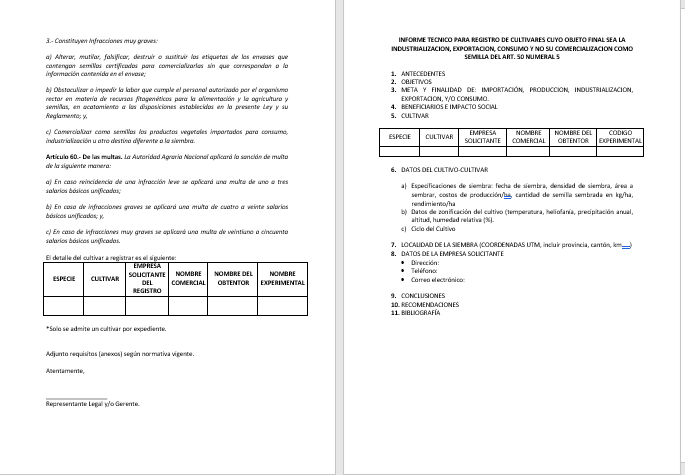 3.- Constituyen Infracciones muy graves:
a) Alterar, mutilar, falsificar, destruir o sustituir las etiquetas de los envases que
contengan semillas certificadas para comercializarlas sin que correspondan a la
información contenida en el envase;
b) Obstaculizar o impedir la labor que cumple el personal autorizado por el organismo
rector en materia de recursos fitogenéticos para la alimentación y la agricultura y
semillas, en acatamiento a las disposiciones establecidas en la presente Ley y su
Reglamento; y,
c) Comercializar como semillas los productos vegetales importados para consumo,
industrialización u otro destino diferente a la siembra.
Artículo 60.- De las multas. La Autoridad Agraria Nacional aplicará la sanción de multa
de la siguiente manera:
a) En caso reincidencia de una infracción leve se aplicará una multa de uno a tres
salarios básicos unificados;
b) En caso de infracciones graves se aplicará una multa de cuatro a veinte salarios
básicos unificados; y,
c) En caso de infracciones muy graves se aplicará una multa de veintiuno a cincuenta
salarios básicos unificados.
El detalle del cultivar a registrar es el siguiente:
ESPECIE CULTIVAR EMPRESA SOLICITANTE DEL REGISTRO NOMBRE COMERCIAL NOMBRE DEL OBTENTOR NOMBRE EXPERIMENTAL
*Solo se admite un cultivar por expediente.
Adjunto requisitos (anexos) según normativa vigente.
Atentamente,
Representante Legal y/o Gerente.
INFORME TECNICO PARA REGISTRO DE CULTIVARES CUYO OBJETO FINAL SEA LA
INDUSTRIALIZACION, EXPORTACION, CONSUMO Y NO SU COMERCIALIZACION COMO
SEMILLA DEL ART. 50 NUMERAL 5
1. ANTECEDENTES
2. OBJETIVOS
3. META Y FINALIDAD DE: IMPORTACIÓN, PRODUCCION, INDUSTRIALIZACIÓN,
EXPORTACION, Y/O CONSUMO.
4. BENEFICIARIOS E IMPACTO SOCIAL
5. CULTIVAR
ESPECIE CULTIVAR EMPRESA SOLICITANTE NOMBRE COMERCIAL NOMBRE DEL OBTENTOR CODIGO EXPERIMENTAL
6. DATOS DEL CULTIVO-CULTIVAR
a) Especificaciones de siembra: fecha de siembra, densidad de siembra, área a
sembrar, costos de producción/ha, cantidad de semilla sembrada en kg/ha,
rendimiento/ha
b) Datos de zonificación del cultivo (temperatura, heliofanía, precipitación anual,
altitud, humedad relativa (%).
c) Ciclo del Cultivo
7. LOCALIDAD DE LA SIEMBRA (COORDENADAS UTM, incluir provincia, cantón, km...)
8. DATOS DE LA EMPRESA SOLICITANTE
• Dirección:
• Teléfono:
• Correo electrónico:
9. CONCLUSIONES
10. RECOMENDACIONES
11. BIBLIOGRAFÍA